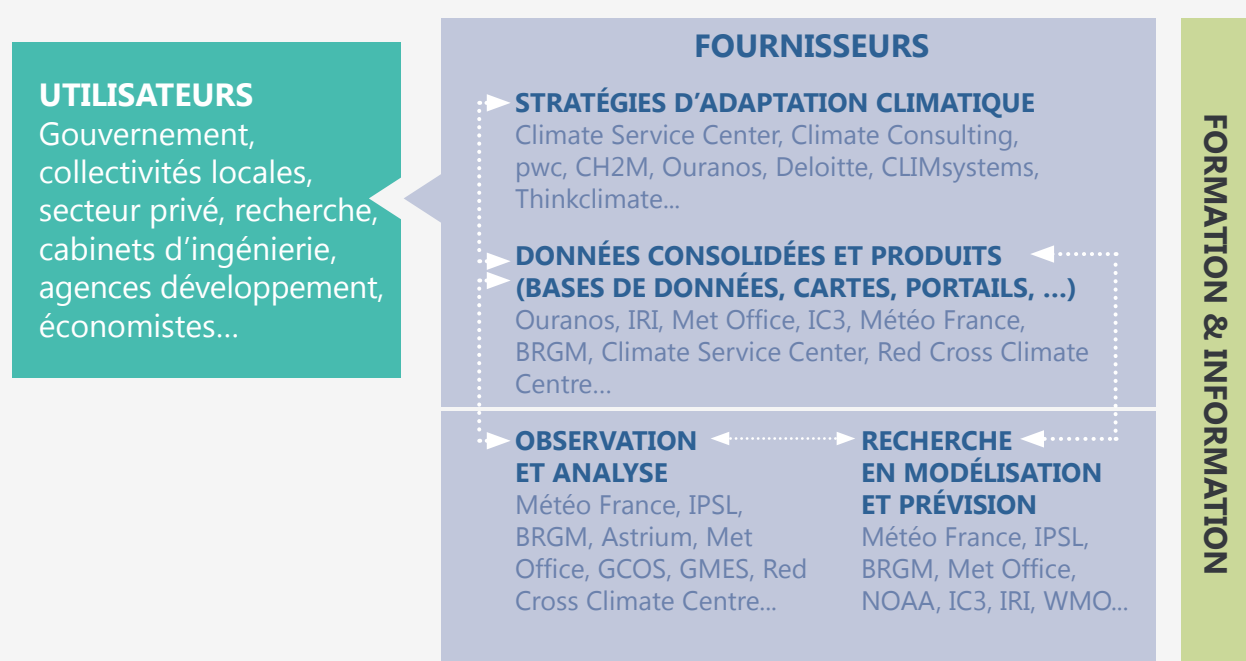 UTILISATEURS
Gouvernement,
collectivités locales,
secteur privé, recherche,
cabinets d'ingénierie,
agences développement,
économistes...
FOURNISSEURS
STRATÉGIES D'ADAPTATION CLIMATIQUE
Climate Service Center, Climate Consulting,
pwc, CH2M, Ouranos, Deloitte, CLIMsystems,
Thinkclimate...
DONNÉES CONSOLIDÉES ET PRODUITS
(BASES DE DONNÉES, CARTES, PORTAILS, ...)
Ouranos, IRI, Met Office, IC3, Météo France,
BRGM, Climate Service Center, Red Cross Climate
Centre...
OBSERVATION
ET ANALYSE
Météo France, IPSL,
BRGM, Astrium, Met
Office, GCOS, GMES, Red
Cross Climate Centre...
RECHERCHE
EN MODÉLISATION
ET PRÉVISION
Météo France, IPSL,
BRGM, Met Office,
NOAA, IC3, IRI, WMO...
FORMATION & INFORMATION